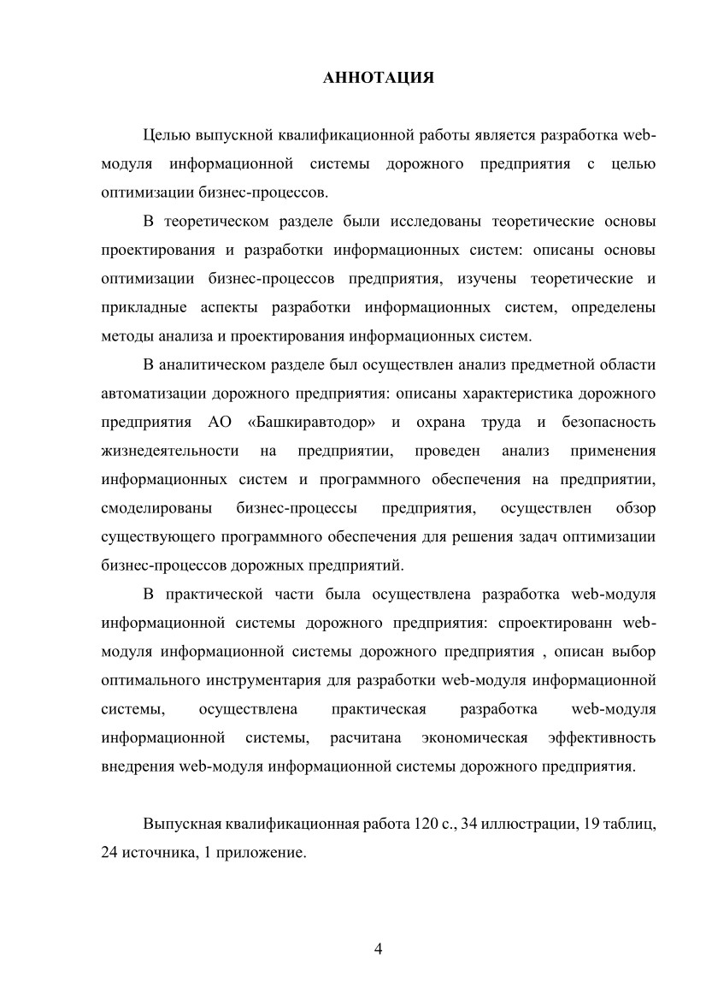 АННОТАЦИЯ
Целью выпускной квалификационной работы является разработка web-
модуля информационной системы дорожного предприятия с целью
оптимизации бизнес-процессов.
В теоретическом разделе были исследованы теоретические основы
проектирования и разработки информационных систем: описаны основы
оптимизации бизнес-процессов предприятия, изучены теоретические и
прикладные аспекты разработки информационных систем, определены
методы анализа и проектирования информационных систем.
В аналитическом разделе был осуществлен анализ предметной области
автоматизации дорожного предприятия: описаны характеристика дорожного
предприятия АО «Башкиравтодор» и охрана труда и безопасность
жизнедеятельности на предприятии, проведен анализ применения
информационных систем и программного обеспечения на предприятии,
смоделированы бизнес-процессы предприятия, осуществлен обзор
существующего программного обеспечения для решения задач оптимизации
бизнес-процессов дорожных предприятий.
В практической части была осуществлена разработка web-модуля
информационной системы дорожного предприятия: спроектированн web-
модуля информационной системы дорожного предприятия , описан выбор
оптимального инструментария для разработки web-модуля информационной
системы, осуществлена практическая разработка web-модуля
информационной системы, расчитана экономическая эффективность
внедрения web-модуля информационной системы дорожного предприятия.
Выпускная квалификационная работа 120 с., 34 иллюстрации, 19 таблиц,
24 источника, 1 приложение.
4